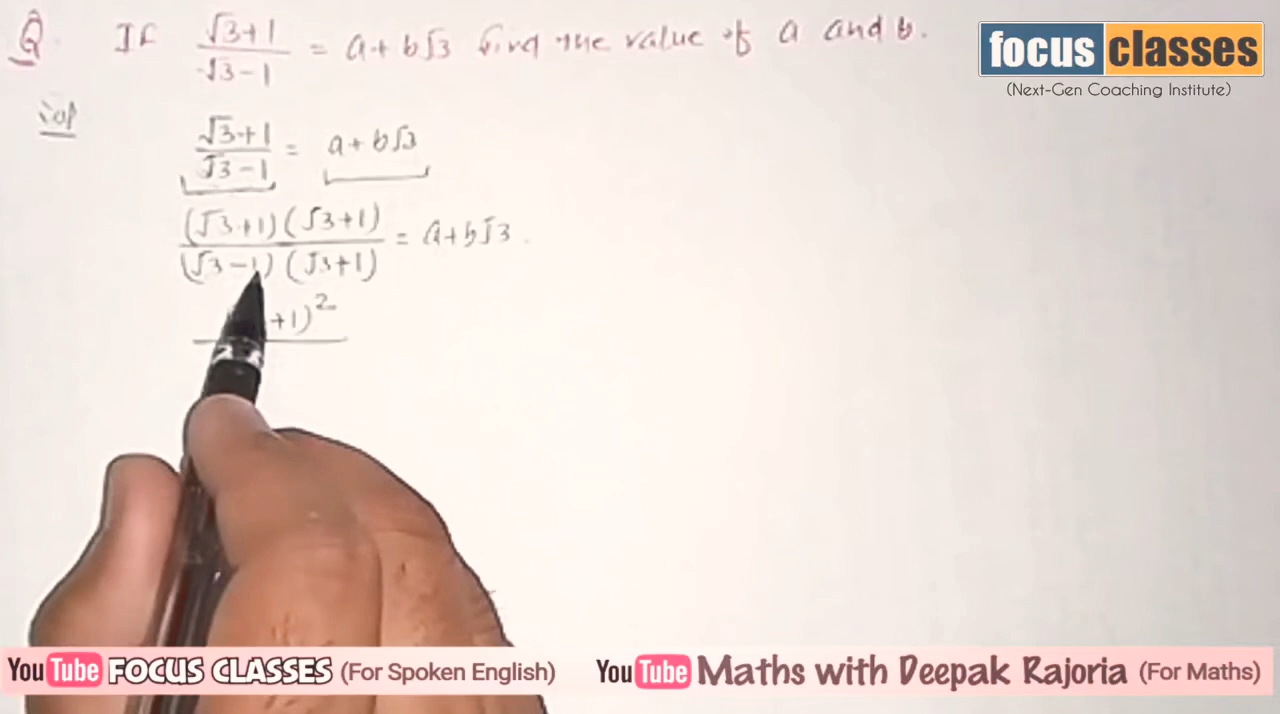 Q. If √3+1 / √3-1 = a+b√3 find the value of a and b.
focus classes
(Next-Gen Coaching Institute)
Sol
√3+1 / √3-1 = a+b√3
(√3+1)(√3+1) / (√3-1)(√3+1) = a+b√3.
+1)²
YouTube FOCUS CLASSES (For Spoken English) YouTube Maths with Deepak Rajoria (For Maths)